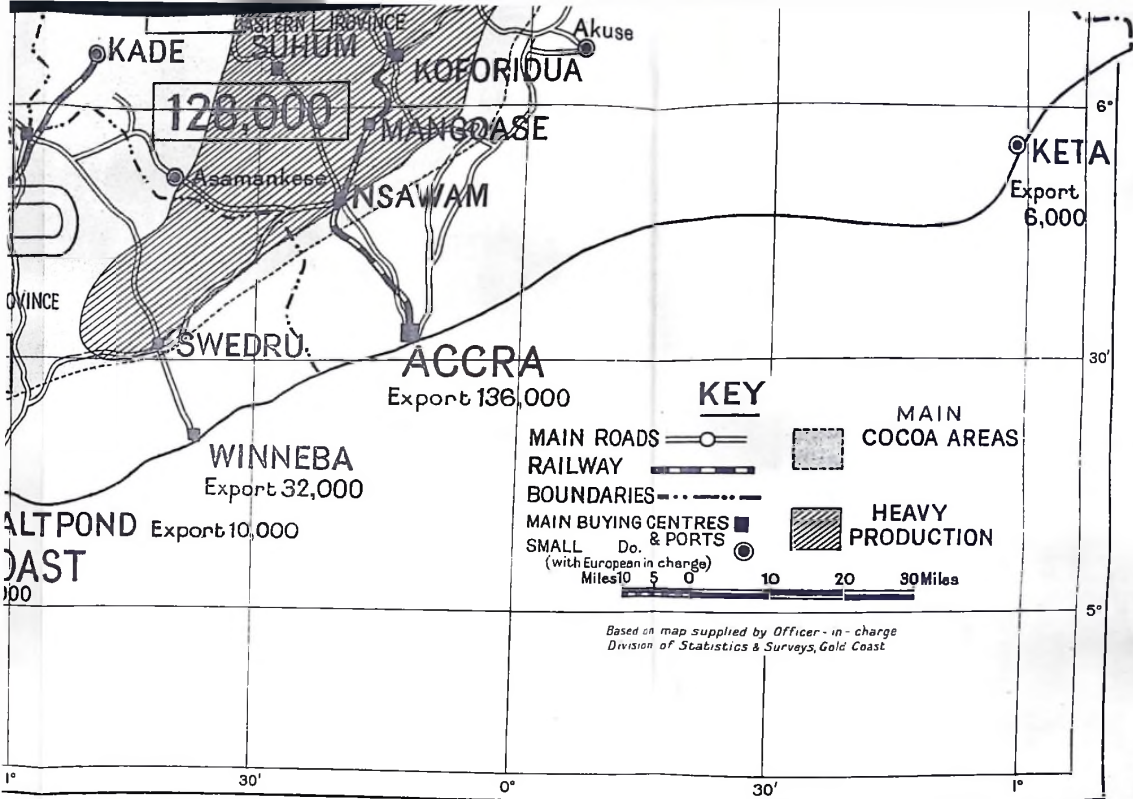 EASTERN PROVINCE
Akuse
KADE
SUHUM
KOFORIDUA
128,000
6°
MANGOASE
KETA
Asamankese
NSAWAM
Export
6,000
OVINCE
SWEDRU
30'
ACCRA
Export 136,000
KEY
MAIN ROADS
MAIN
COCOA AREAS
WINNEBA
RAILWAY
Export 32,000
BOUNDARIES
ALTPOND Export 10,000
MAIN BUYING CENTRES
& PORTS
HEAVY
PRODUCTION
SMALL Do.
(with European in charge)
OAST
Miles 10 5 0 10 20 30 Miles
000
5°
Based on map supplied by Officer-in-charge
Division of Statistics & Surveys, Gold Coast
1° 30' 0° 30' 1°